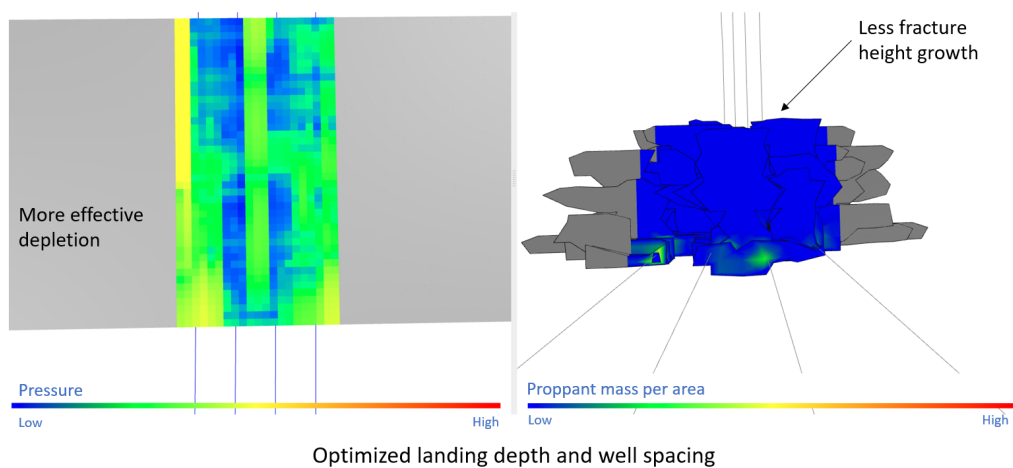 Less fracture
height growth
More effective
depletion
Pressure
Low
High
Proppant mass per area
Low
High
Optimized landing depth and well spacing